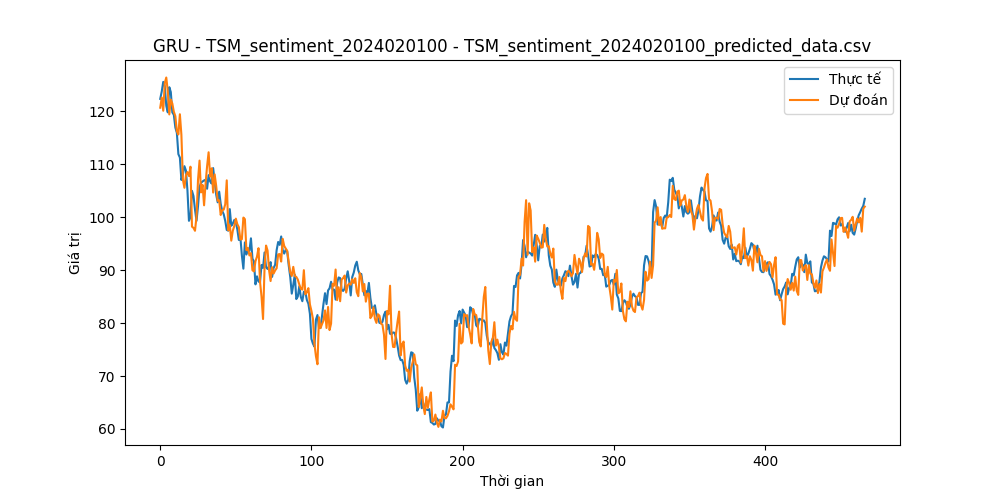 GRU - TSM_sentiment_2024020100 - TSM_sentiment_2024020100_predicted_data.csv
Thực tế
Dự đoán
Giá trị
120
110
100
90
80
70
60
0
100
200
300
400
Thời gian